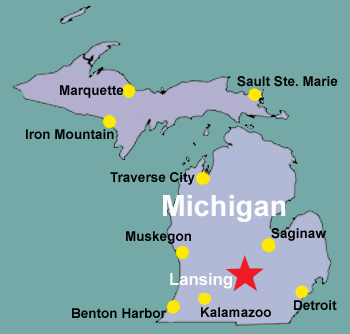 Marquette
Sault Ste. Marie
Iron Mountain
Traverse City
Michigan
Saginaw
Muskegon
Lansing
Detroit
Benton Harbor
Kalamazoo